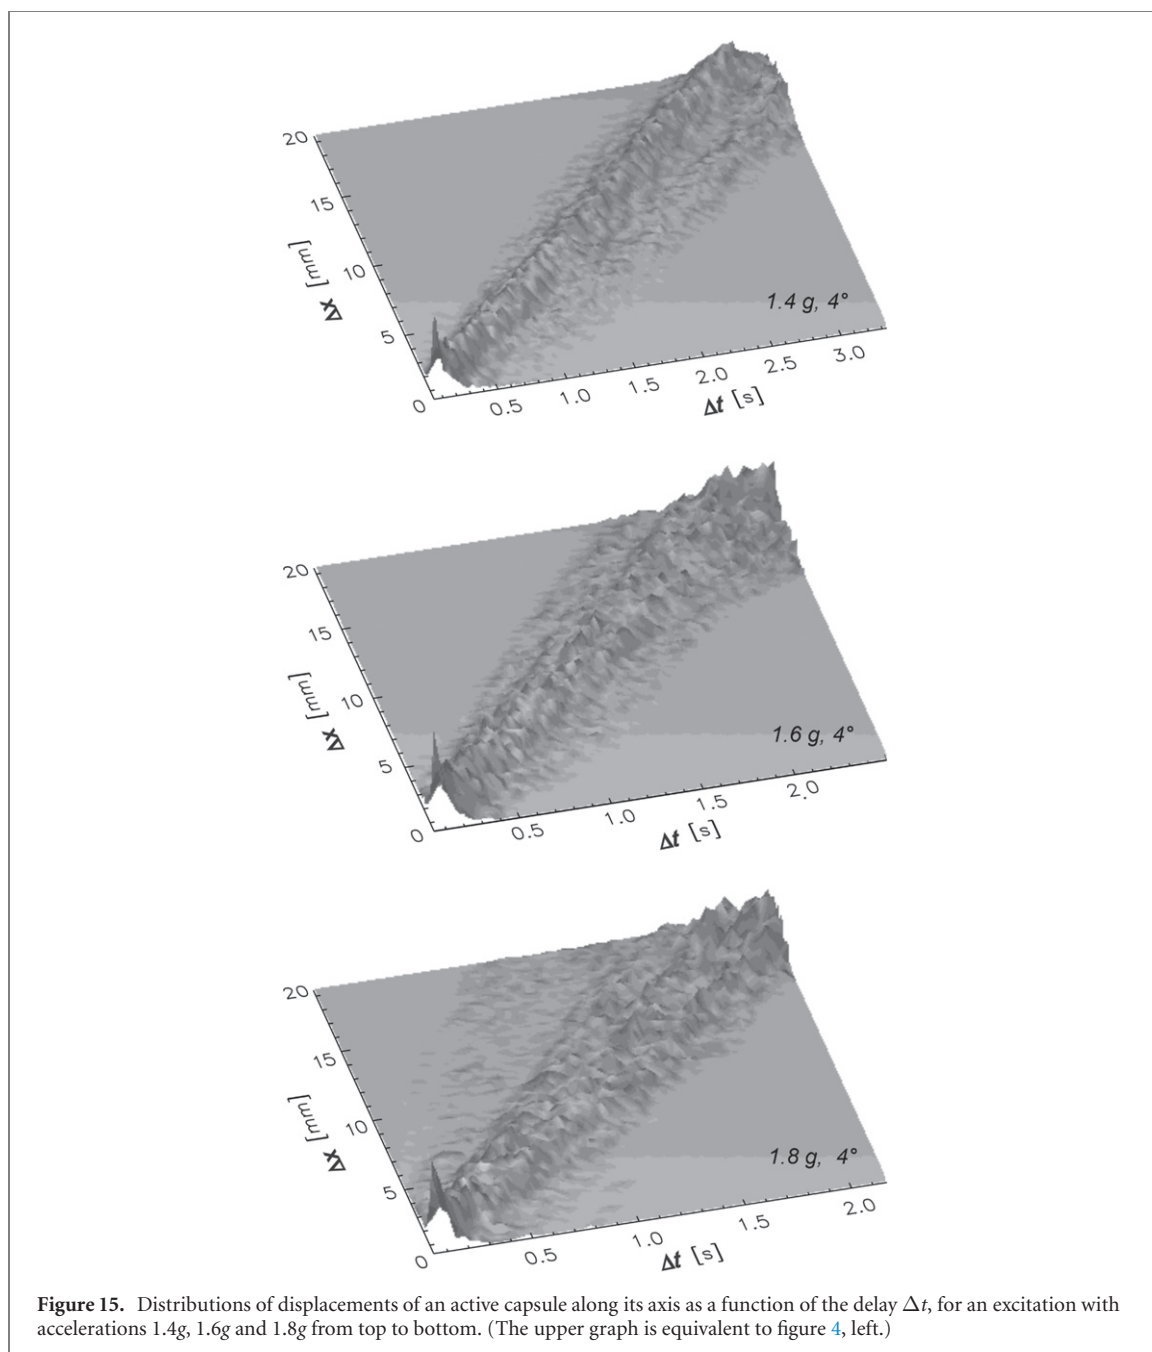 20
15
10
5
0
Δx [mm]
0.5
1.0
1.5
2.0
2.5
3.0
Δt [s]
1.4 g, 4°
20
15
10
5
0
Δx [mm]
0.5
1.0
1.5
2.0
Δt [s]
1.6 g, 4°
20
15
10
5
0
Δx [mm]
0.5
1.0
1.5
2.0
Δt [s]
1.8 g, 4°
Figure 15. Distributions of displacements of an active capsule along its axis as a function of the delay Δt, for an excitation with
accelerations 1.4g, 1.6g and 1.8g from top to bottom. (The upper graph is equivalent to figure 4, left.)